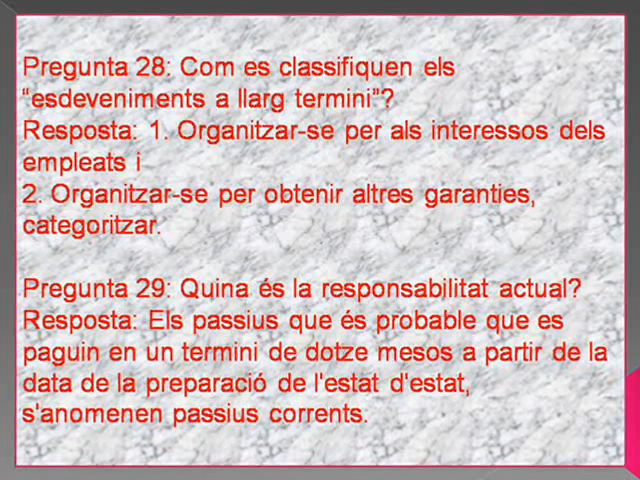 Pregunta 28: Com es classifiquen els
“esdeveniments a llarg termini”?
Resposta: 1. Organitzar-se per als interessos dels
empleats i
2. Organitzar-se per obtenir altres garanties,
categoritzar.
Pregunta 29: Quina és la responsabilitat actual?
Resposta: Els passius que és probable que es
paguin en un termini de dotze mesos a partir de la
data de la preparació de l'estat d'estat,
s'anomenen passius corrents.